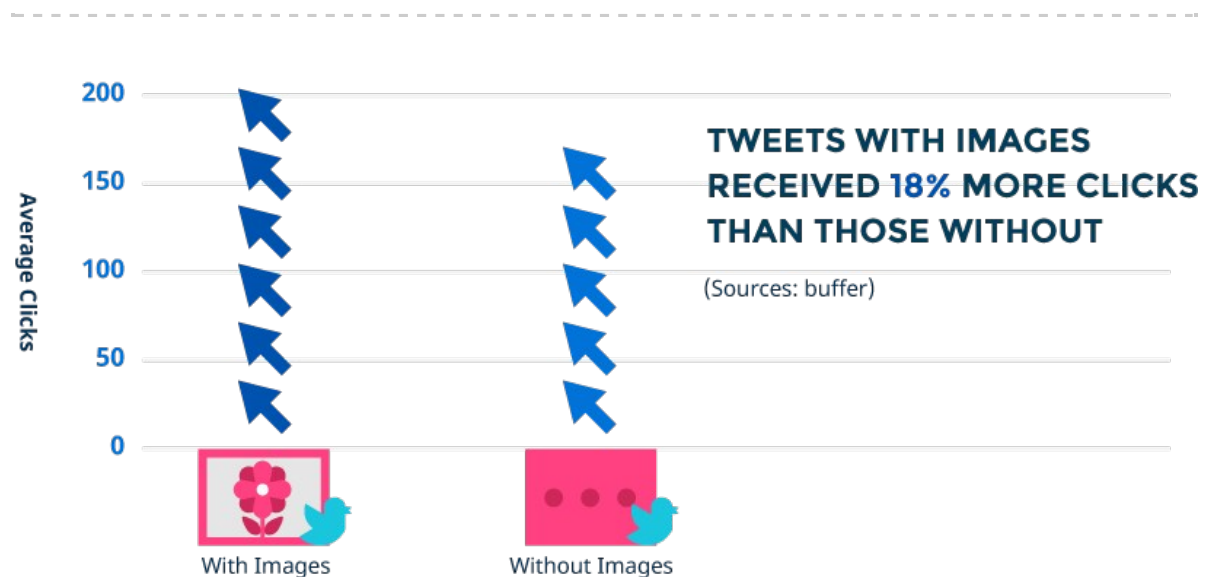 200
150
100
50
0
Average Clicks
TWEETS WITH IMAGES
RECEIVED 18% MORE CLICKS
THAN THOSE WITHOUT
(Sources: buffer)
With Images
Without Images